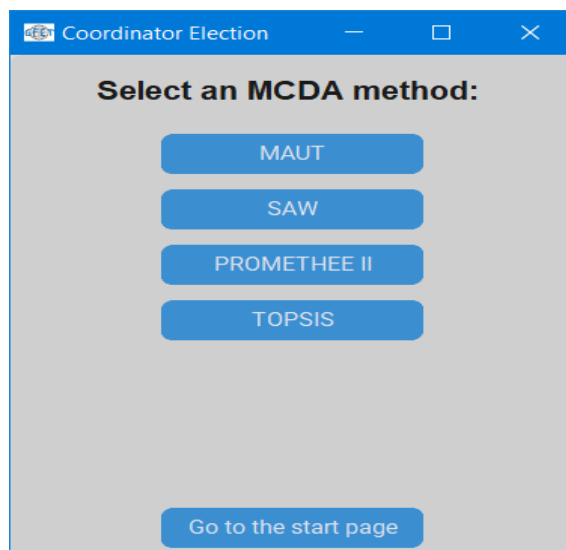 Coordinator Election
Select an MCDA method:
MAUT
SAW
PROMETHEE II
TOPSIS
Go to the start page